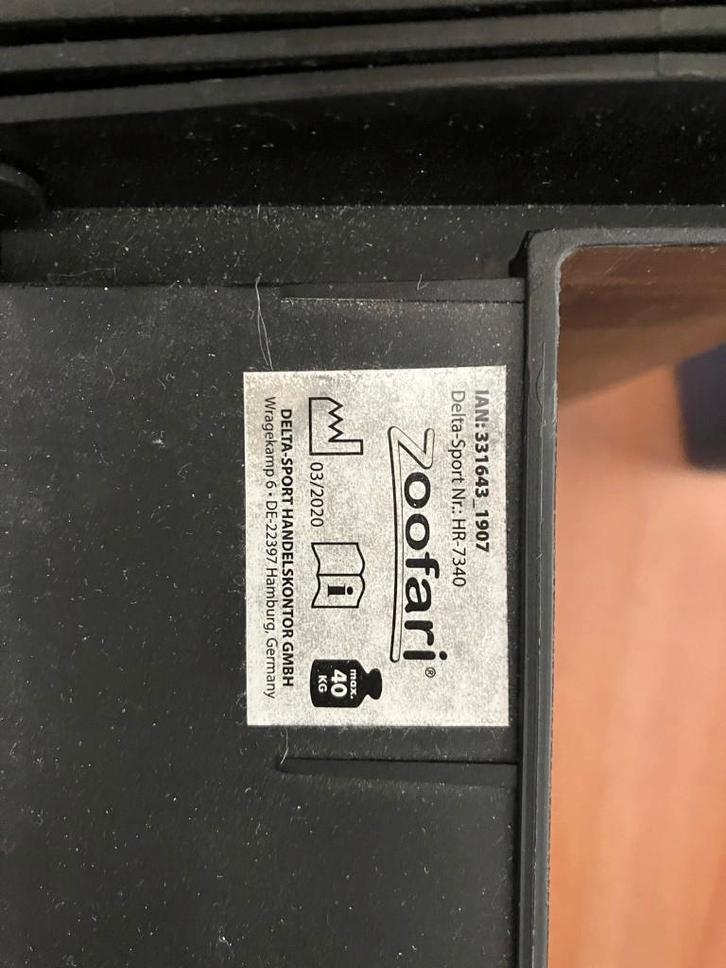 IAN: 331643_1907
Delta-Sport Nr.: HR-7340
Zoofari®
03/2020
i
max.
40
KG
DELTA-SPORT HANDELSKONTOR GMBH
Wragekamp 6 • DE-22397 Hamburg, Germany